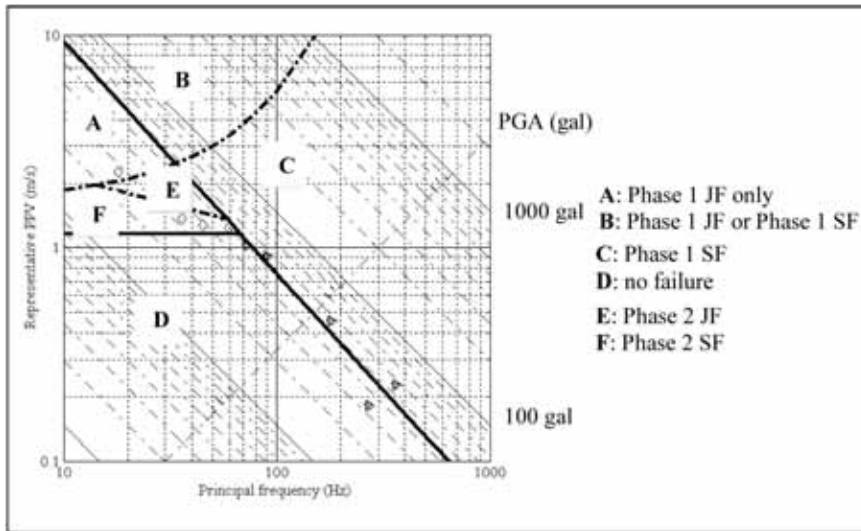 10
B
A
PGA (gal)
C
E
A: Phase 1 JF only
F
1000 gal
B: Phase 1 JF or Phase 1 SF
1
C: Phase 1 SF
D: no failure
D
E: Phase 2 JF
F: Phase 2 SF
100 gal
0.1
10
100
1000
Principal frequency (Hz)
Representative PPV (m/s)